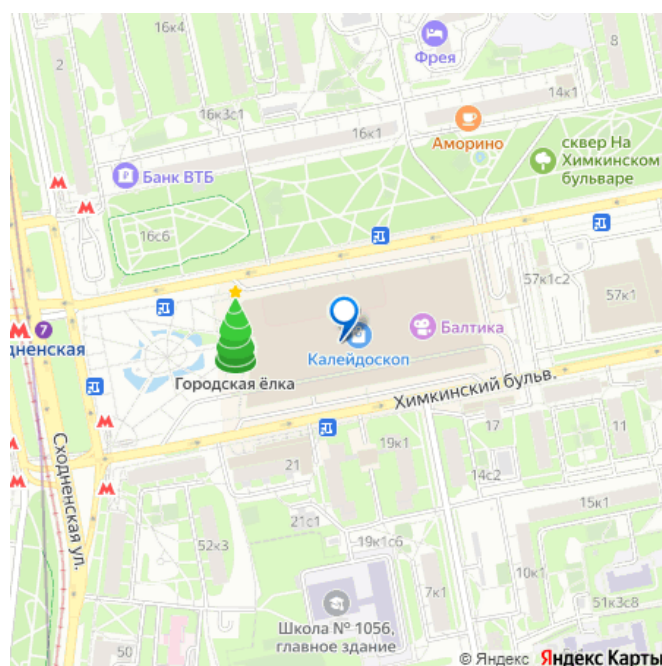 16к4
2
Фрея
8
14к1
16к3с1
16к1
Аморино
сквер На
Химкинском
бульваре
Банк ВТБ
16с6
57к1с2
57к1
7
дненская
Балтика
Калейдоскоп
Городская ёлка
Химкинский бульв.
Сходненская ул.
19к1
17
11
21
14с2
15к1
21с1
52к3
19к1с6
10к1
7к1
51к3с8
Школа № 1056,
главное здание
50
© Яндекс Яндекс Карты